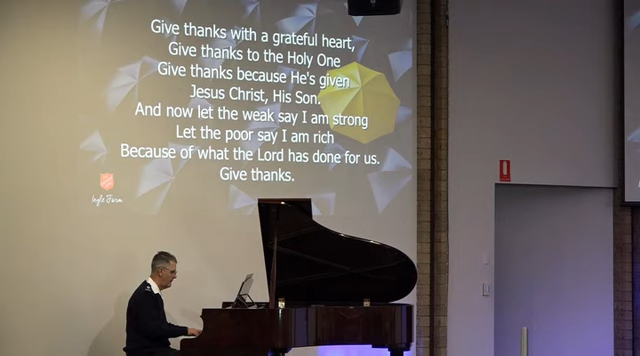 Give thanks with a grateful heart,
Give thanks to the Holy One
Give thanks because He's given
Jesus Christ, His Son.
And now let the weak say I am strong
Let the poor say I am rich
Because of what the Lord has done for us.
Give thanks.
Ingle Farm